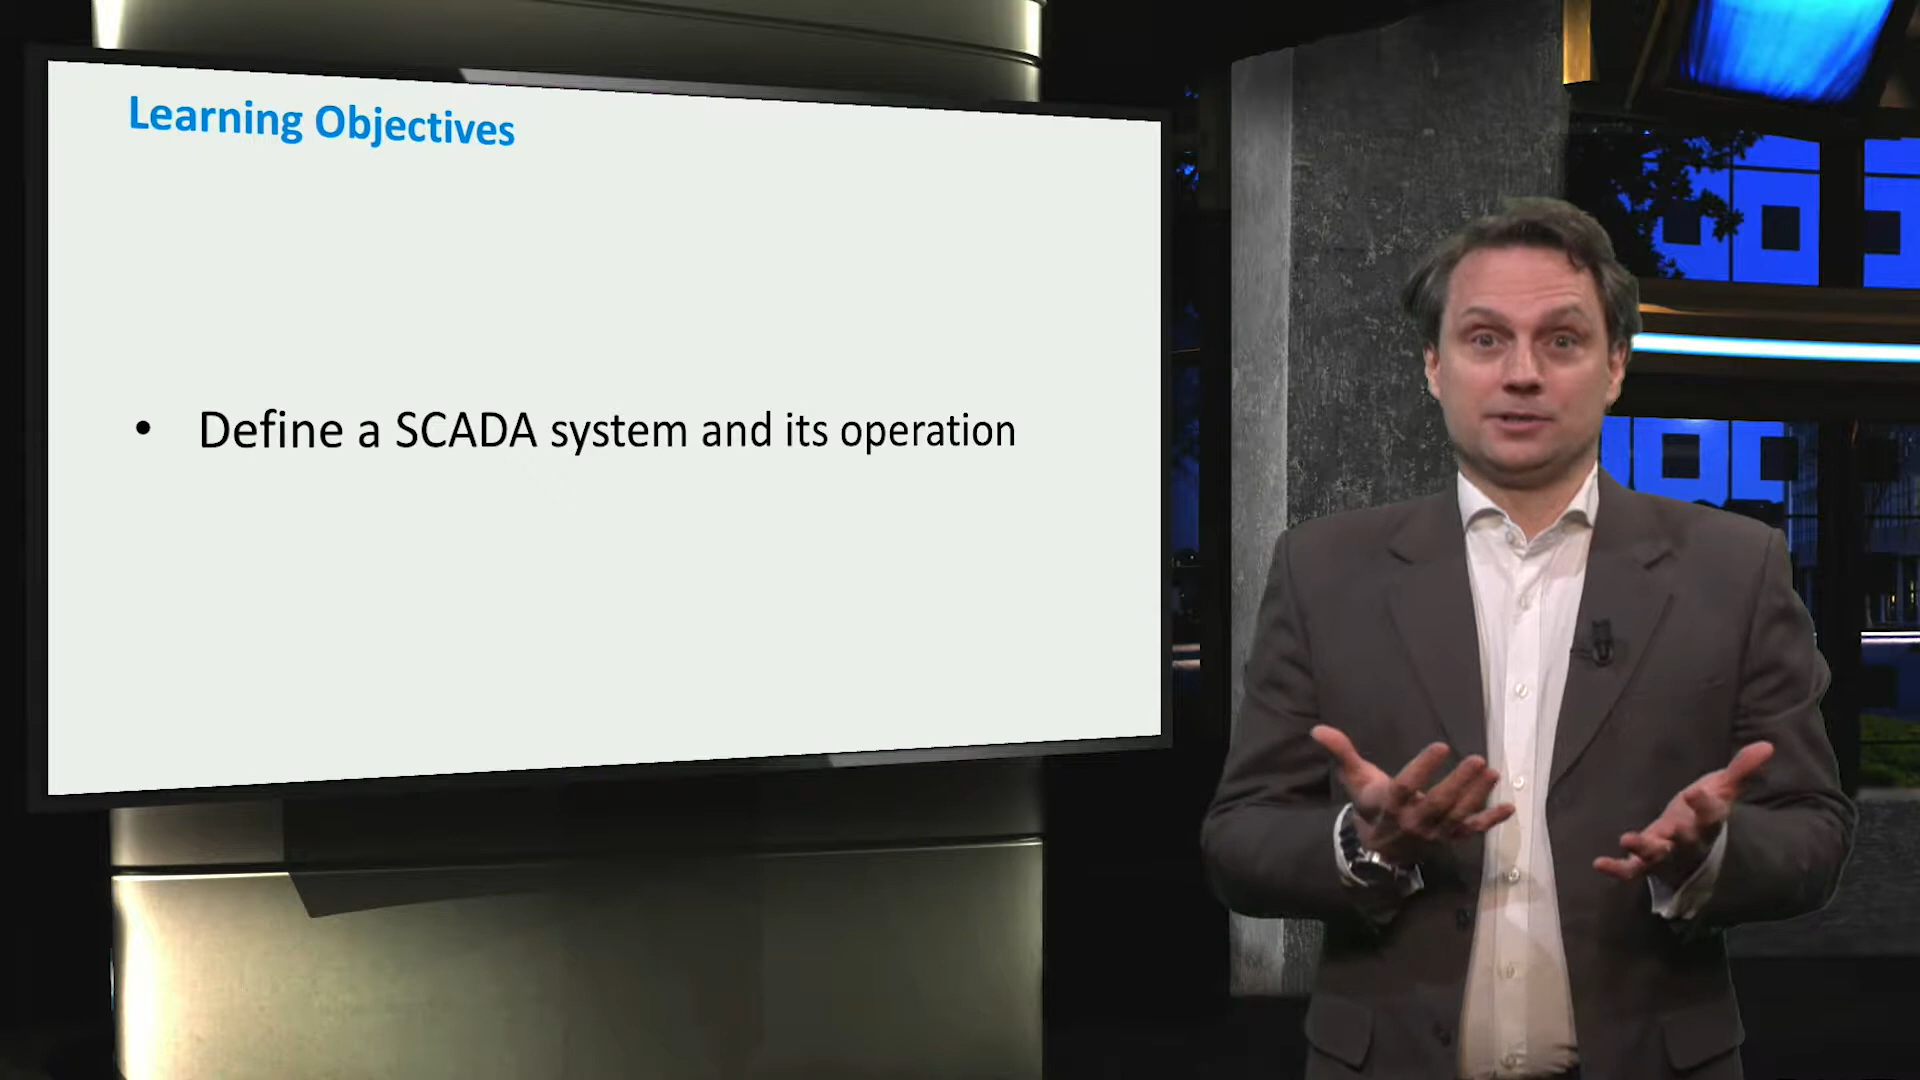 Learning Objectives
• Define a SCADA system and its operation